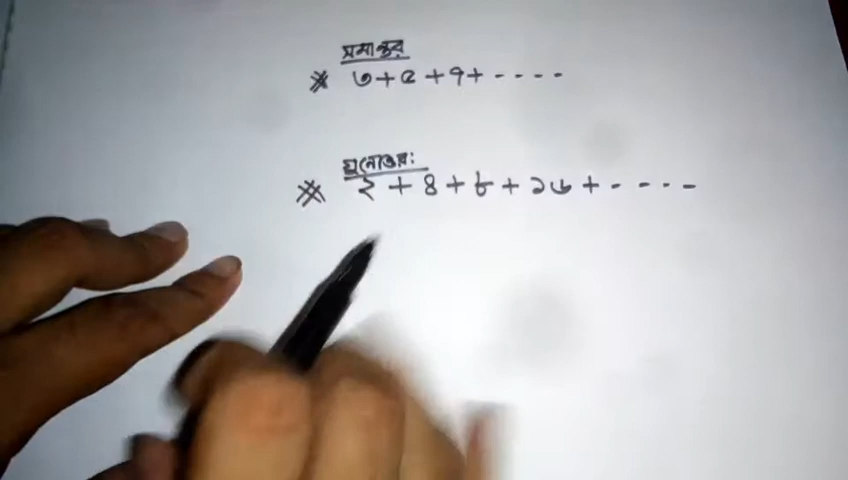 সমান্তর
* ৩+৫+৭+ ----
গুনোত্তরঃ
* ২+৪+৮+১৬+----